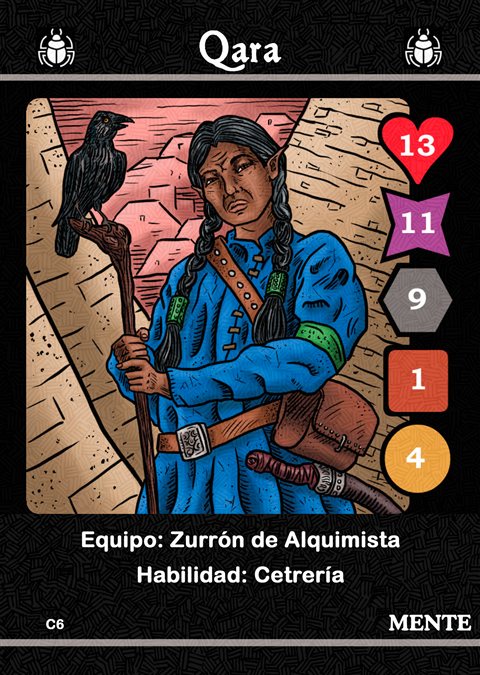 Qara
13
11
9
1
4
Equipo: Zurrón de Alquimista
Habilidad: Cetrería
C6
MENTE